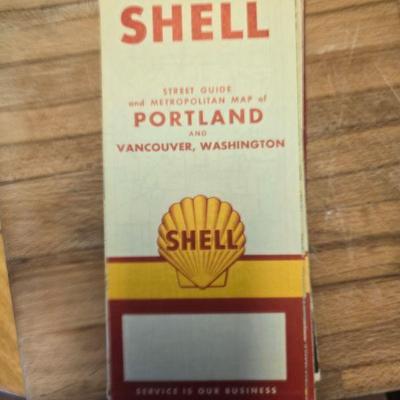 SHELL
STREET GUIDE
and METROPOLITAN MAP of
PORTLAND
AND
VANCOUVER, WASHINGTON
SHELL
SERVICE IS OUR BUSINESS